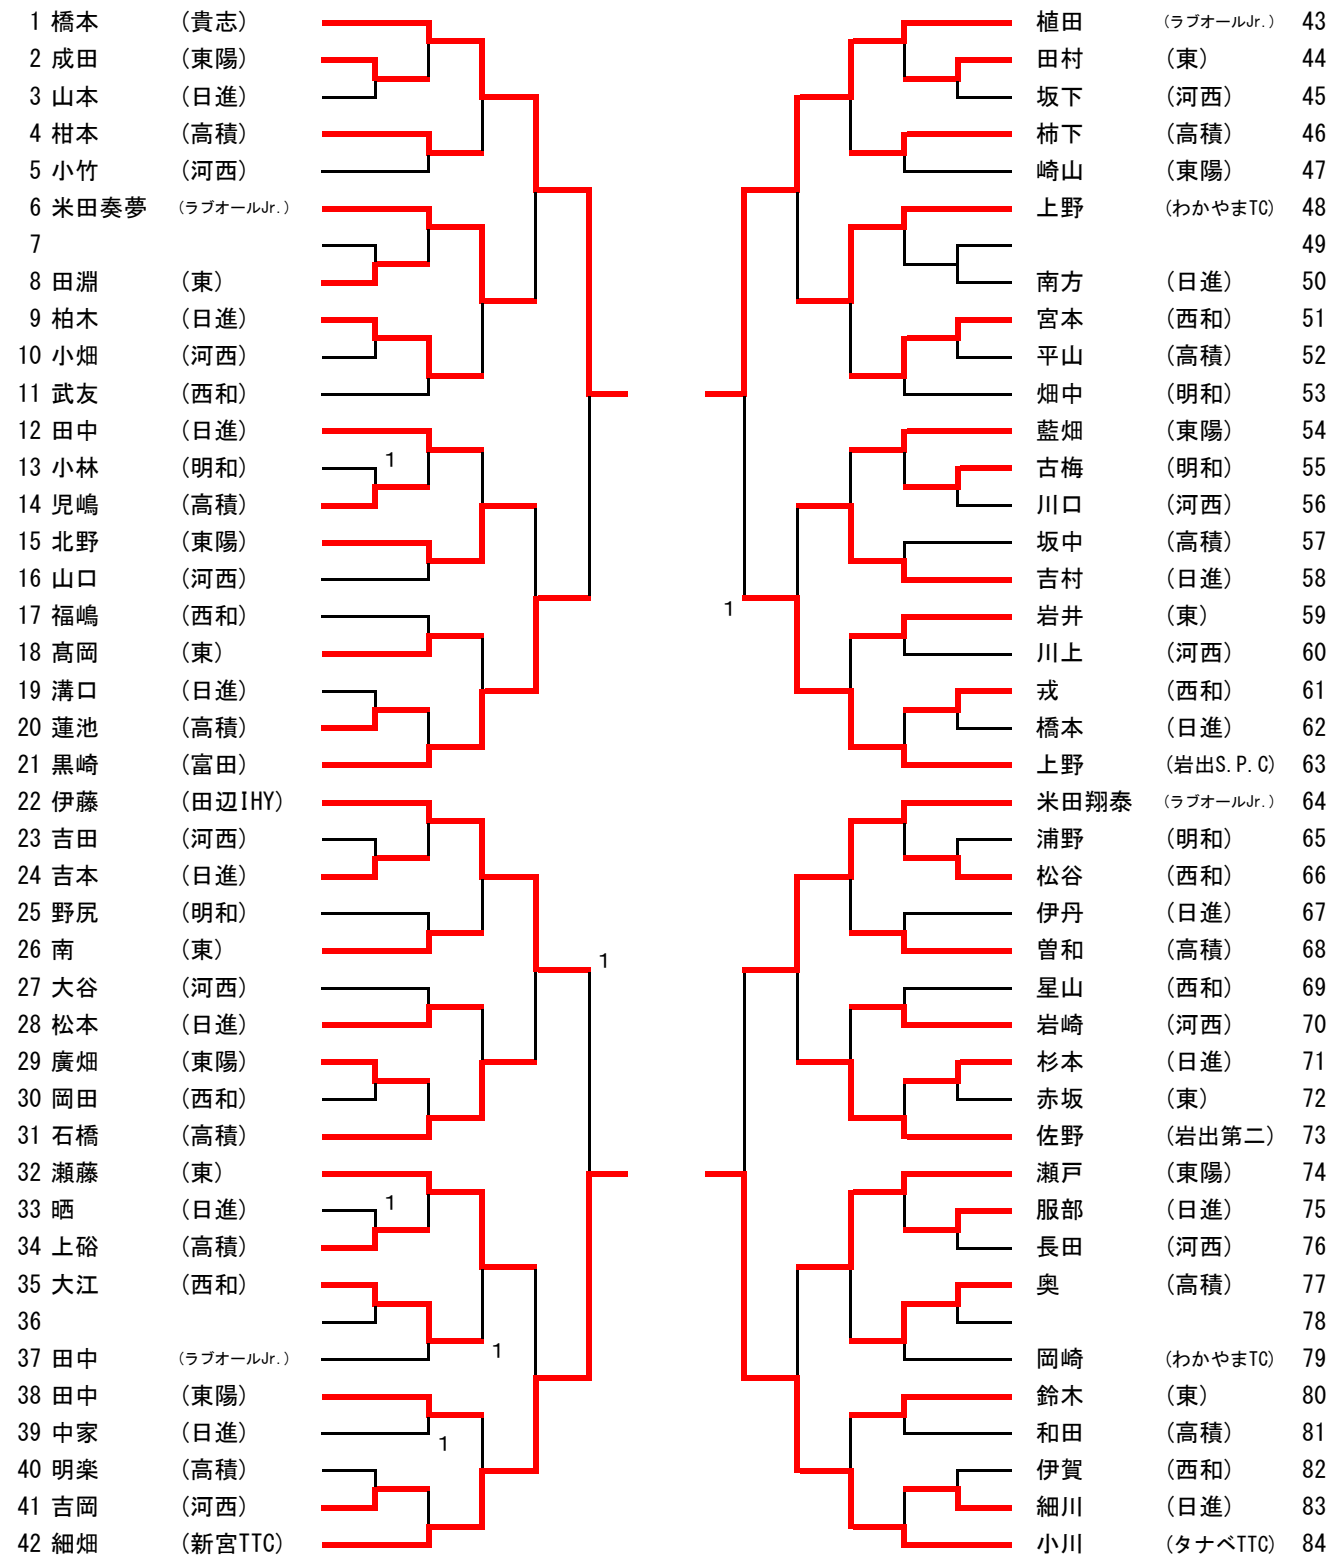 1 橋本 (貴志)
2 成田 (東陽)
3 山本 (日進)
4 柑本 (高積)
5 小竹 (河西)
6 米田奏夢 (ラブオールJr.)
7
8 田淵 (東)
9 柏木 (日進)
10 小畑 (河西)
11 武友 (西和)
12 田中 (日進)
13 小林 (明和) 1
14 児嶋 (高積)
15 北野 (東陽)
16 山口 (河西)
17 福嶋 (西和)
18 髙岡 (東)
19 溝口 (日進)
20 蓮池 (高積)
21 黒崎 (富田)
22 伊藤 (田辺IHY)
23 吉田 (河西)
24 吉本 (日進)
25 野尻 (明和)
26 南 (東)
1
27 大谷 (河西)
28 松本 (日進)
29 廣畑 (東陽)
30 岡田 (西和)
31 石橋 (高積)
32 瀬藤 (東)
33 晒 (日進) 1
34 上硲 (高積)
35 大江 (西和)
36
37 田中 (ラブオールJr.) 1
38 田中 (東陽)
39 中家 (日進) 1
40 明楽 (高積)
41 吉岡 (河西)
42 細畑 (新宮TTC)
植田 (ラブオールJr.) 43
田村 (東) 44
坂下 (河西) 45
柿下 (高積) 46
崎山 (東陽) 47
上野 (わかやまTC) 48
49
南方 (日進) 50
宮本 (西和) 51
平山 (高積) 52
畑中 (明和) 53
藍畑 (東陽) 54
古梅 (明和) 55
川口 (河西) 56
坂中 (高積) 57
吉村 (日進) 58
1 岩井 (東) 59
川上 (河西) 60
戎 (西和) 61
橋本 (日進) 62
上野 (岩出S.P.C) 63
米田翔泰 (ラブオールJr.) 64
浦野 (明和) 65
松谷 (西和) 66
伊丹 (日進) 67
曽和 (高積) 68
星山 (西和) 69
岩崎 (河西) 70
杉本 (日進) 71
赤坂 (東) 72
佐野 (岩出第二) 73
瀬戸 (東陽) 74
服部 (日進) 75
長田 (河西) 76
奥 (高積) 77
78
岡崎 (わかやまTC) 79
鈴木 (東) 80
和田 (高積) 81
伊賀 (西和) 82
細川 (日進) 83
小川 (タナベTTC) 84